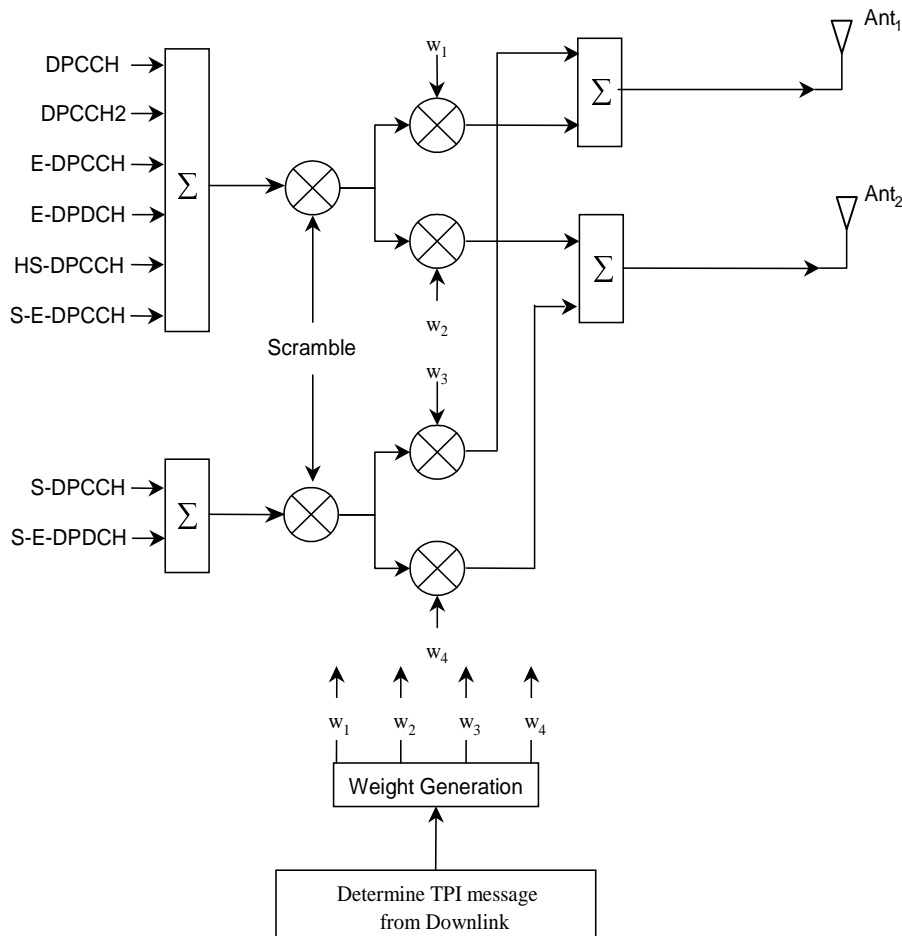 Ant₁
w₁
DPCCH
Σ
DPCCH2
E-DPCCH
Σ
Ant₂
E-DPDCH
Σ
HS-DPCCH
S-E-DPCCH
w₂
Scramble
w₃
S-DPCCH
Σ
S-E-DPDCH
w₄
w₁ w₂ w₃ w₄
Weight Generation
Determine TPI message
from Downlink